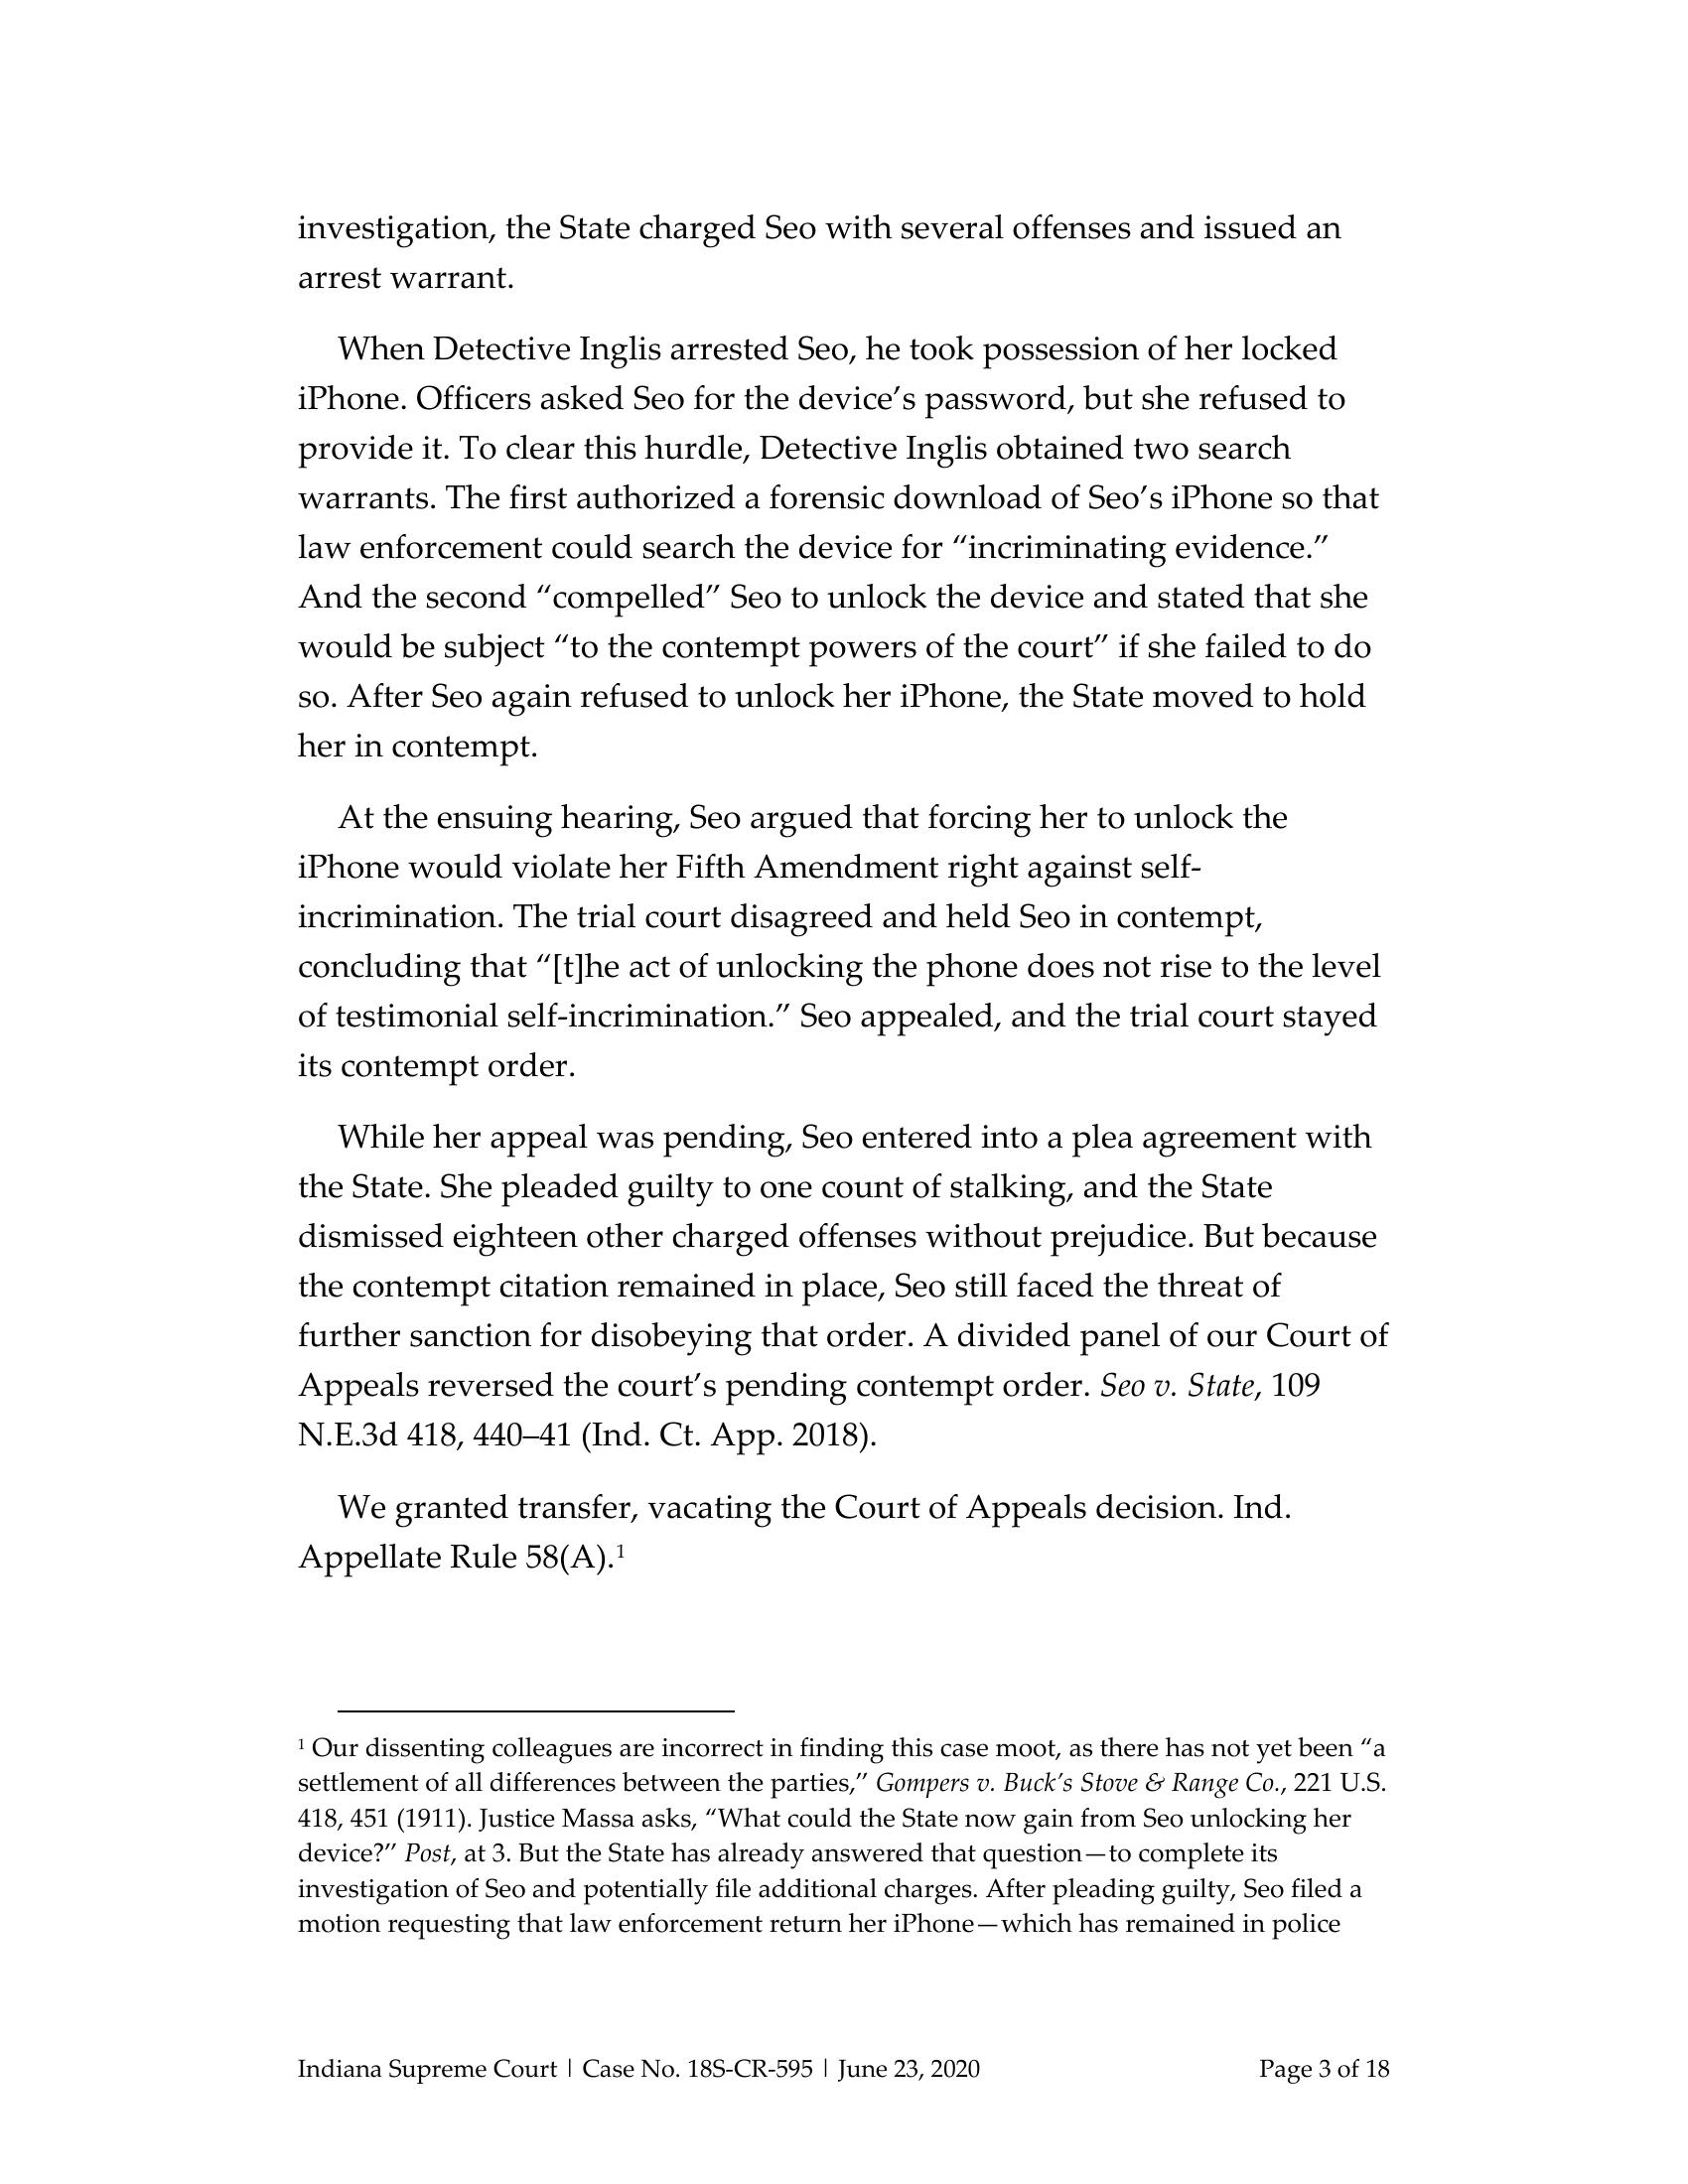 investigation, the State charged Seo with several offenses and issued an
arrest warrant.
When Detective Inglis arrested Seo, he took possession of her locked
iPhone. Officers asked Seo for the device’s password, but she refused to
provide it. To clear this hurdle, Detective Inglis obtained two search
warrants. The first authorized a forensic download of Seo’s iPhone so that
law enforcement could search the device for “incriminating evidence.”
And the second “compelled” Seo to unlock the device and stated that she
would be subject “to the contempt powers of the court” if she failed to do
so. After Seo again refused to unlock her iPhone, the State moved to hold
her in contempt.
At the ensuing hearing, Seo argued that forcing her to unlock the
iPhone would violate her Fifth Amendment right against self-
incrimination. The trial court disagreed and held Seo in contempt,
concluding that “[t]he act of unlocking the phone does not rise to the level
of testimonial self-incrimination.” Seo appealed, and the trial court stayed
its contempt order.
While her appeal was pending, Seo entered into a plea agreement with
the State. She pleaded guilty to one count of stalking, and the State
dismissed eighteen other charged offenses without prejudice. But because
the contempt citation remained in place, Seo still faced the threat of
further sanction for disobeying that order. A divided panel of our Court of
Appeals reversed the court’s pending contempt order. Seo v. State, 109
N.E.3d 418, 440–41 (Ind. Ct. App. 2018).
We granted transfer, vacating the Court of Appeals decision. Ind.
Appellate Rule 58(A).¹
¹ Our dissenting colleagues are incorrect in finding this case moot, as there has not yet been “a
settlement of all differences between the parties,” Gompers v. Buck’s Stove & Range Co., 221 U.S.
418, 451 (1911). Justice Massa asks, “What could the State now gain from Seo unlocking her
device?” Post, at 3. But the State has already answered that question—to complete its
investigation of Seo and potentially file additional charges. After pleading guilty, Seo filed a
motion requesting that law enforcement return her iPhone—which has remained in police
Indiana Supreme Court | Case No. 18S-CR-595 | June 23, 2020 Page 3 of 18